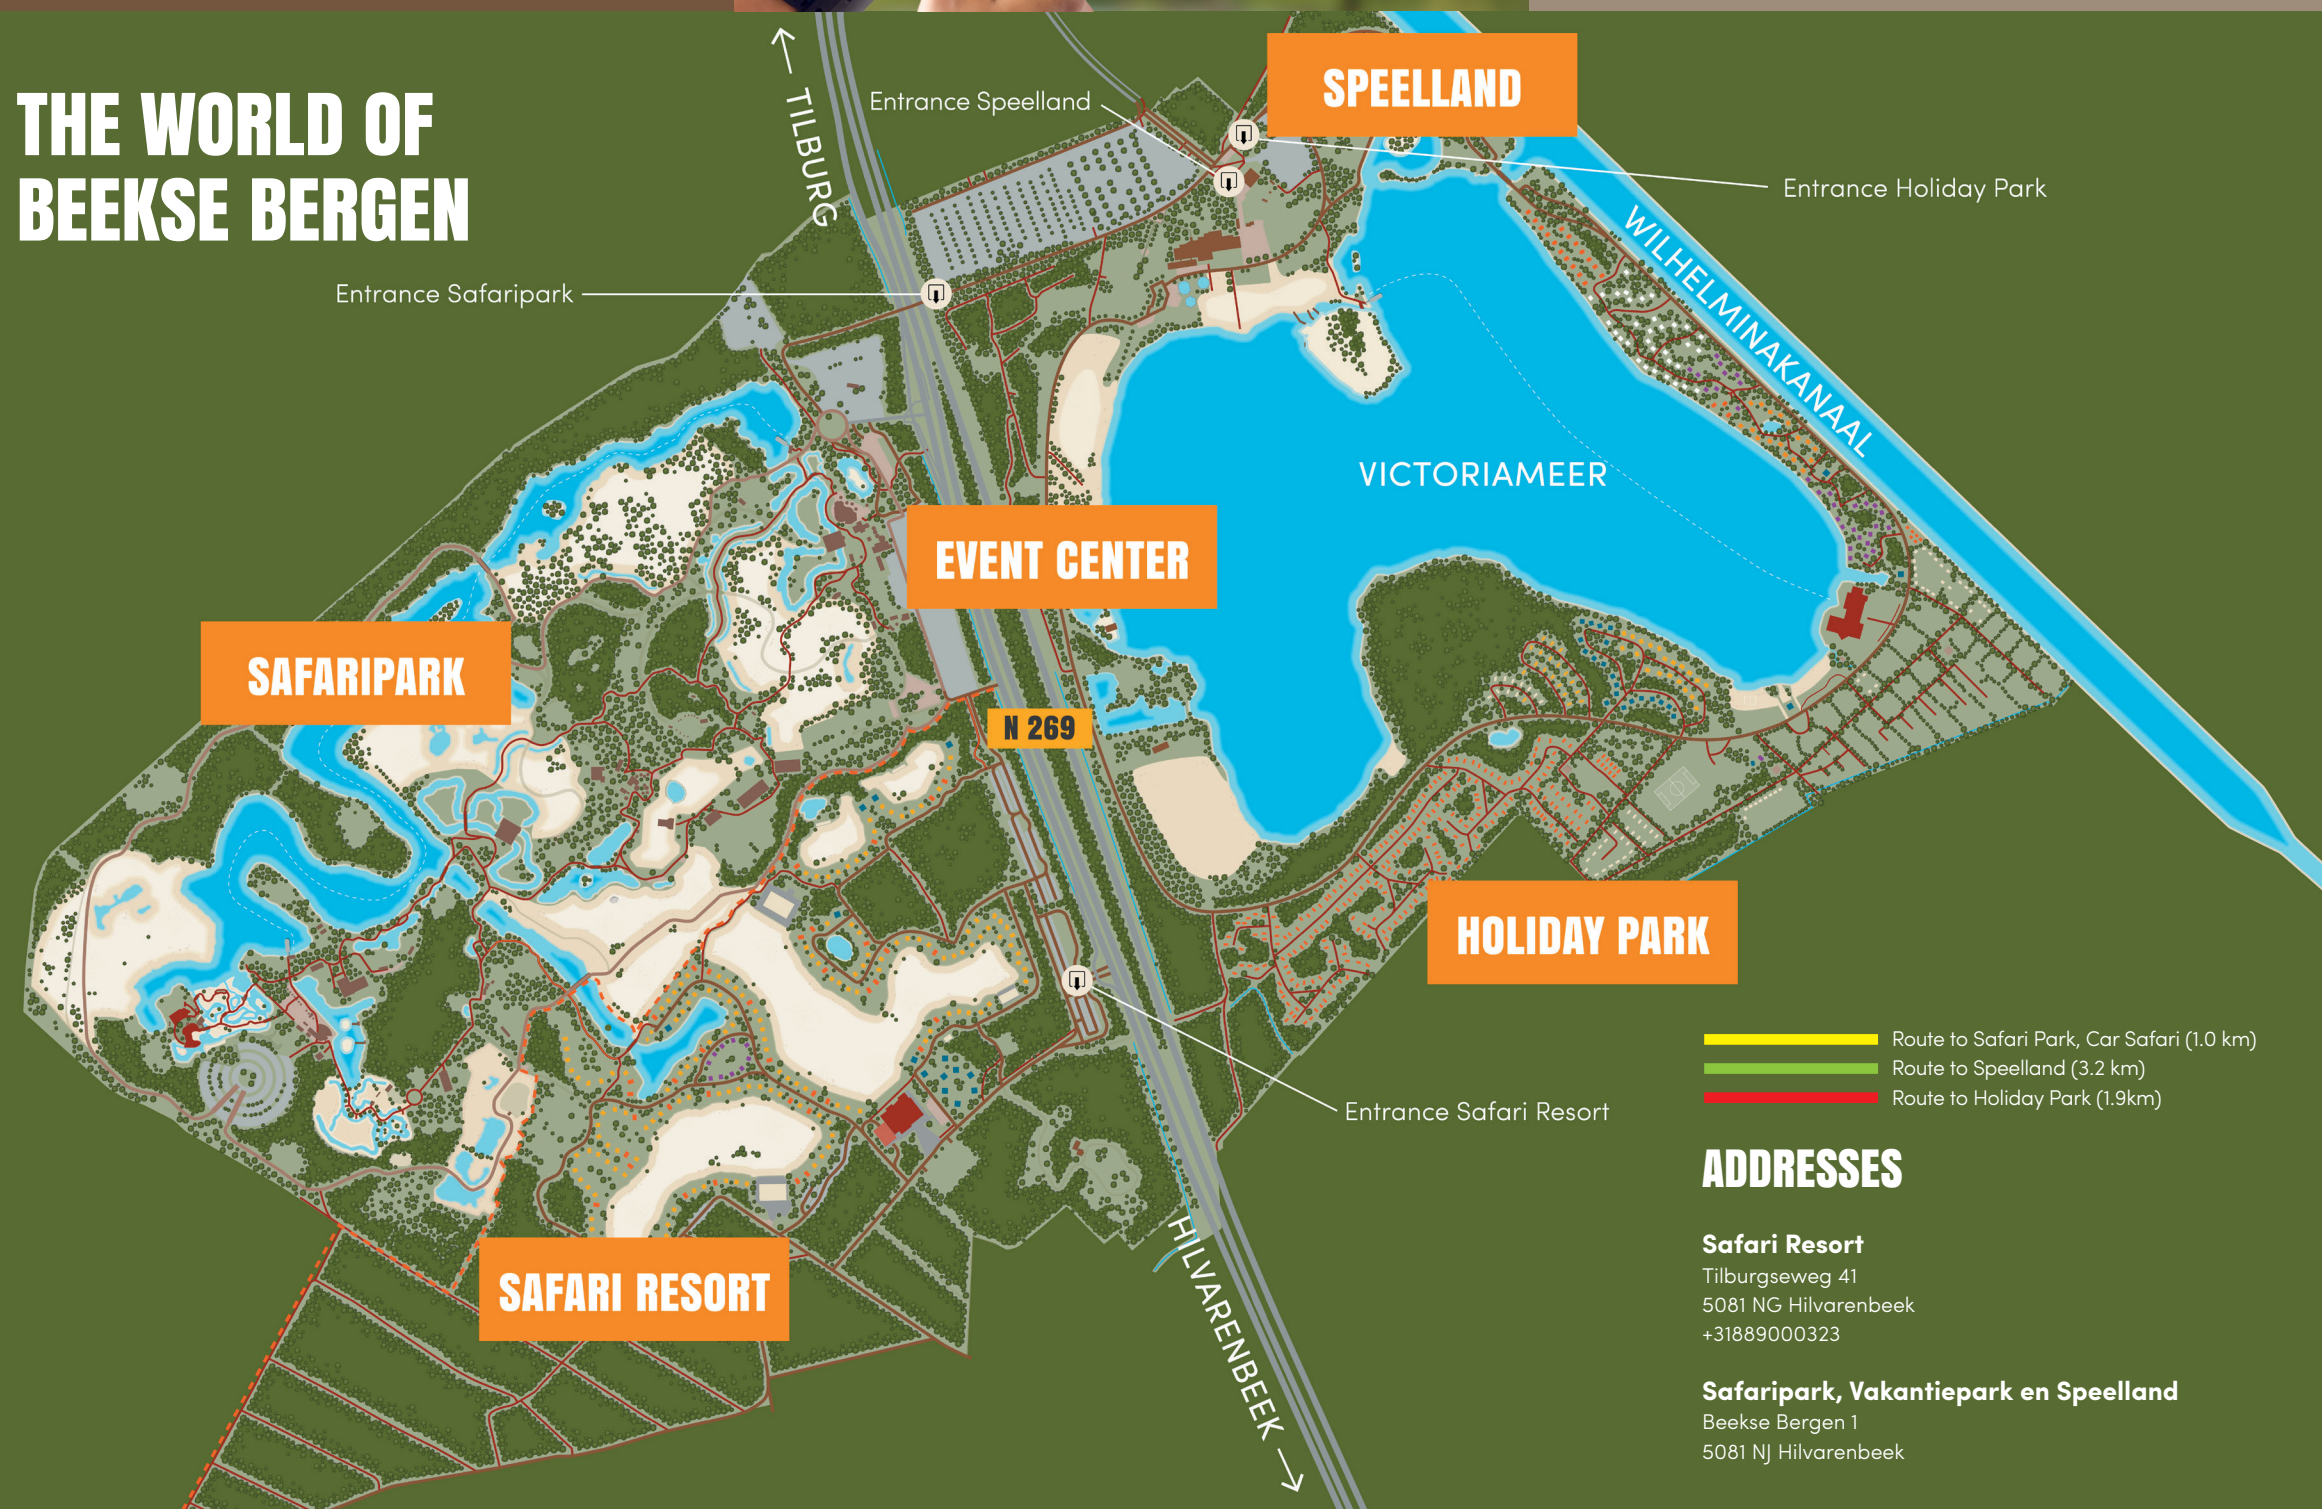 THE WORLD OF
BEEKSE BERGEN
TILBURG
Entrance Speelland
SPEELLAND
Entrance Holiday Park
WILHELMINAKANAAL
Entrance Safaripark
VICTORIAMEER
EVENT CENTER
SAFARIPARK
N 269
HOLIDAY PARK
Entrance Safari Resort
SAFARI RESORT
HILVARENBEEK
Route to Safari Park, Car Safari (1.0 km)
Route to Speelland (3.2 km)
Route to Holiday Park (1.9km)
ADDRESSES
Safari Resort
Tilburgseweg 41
5081 NG Hilvarenbeek
+31889000323
Safaripark, Vakantiepark en Speelland
Beekse Bergen 1
5081 NJ Hilvarenbeek